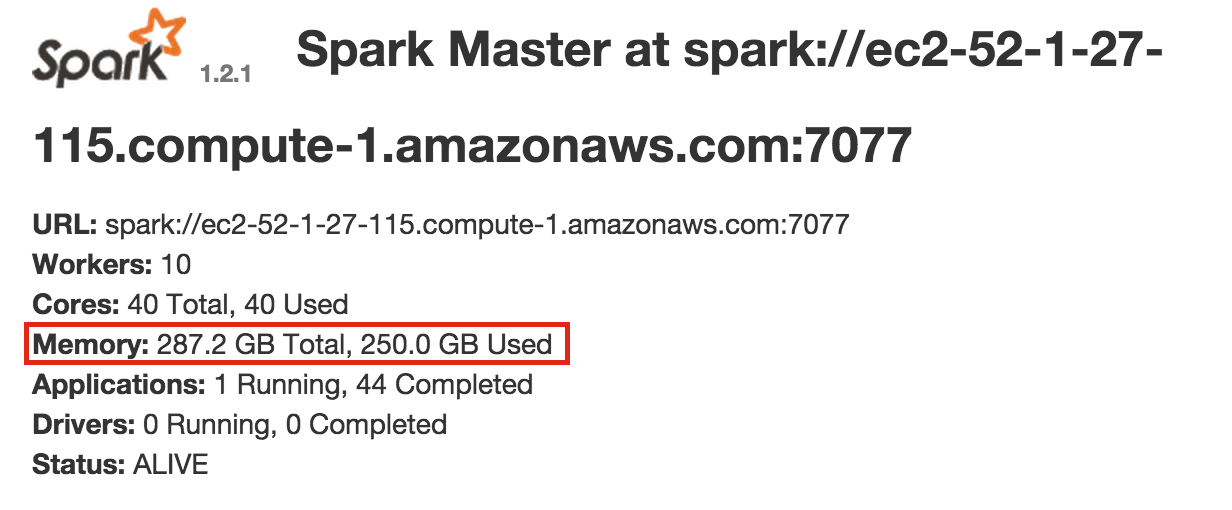 Spark 1.2.1 Spark Master at spark://ec2-52-1-27-
115.compute-1.amazonaws.com:7077
URL: spark://ec2-52-1-27-115.compute-1.amazonaws.com:7077
Workers: 10
Cores: 40 Total, 40 Used
Memory: 287.2 GB Total, 250.0 GB Used
Applications: 1 Running, 44 Completed
Drivers: 0 Running, 0 Completed
Status: ALIVE